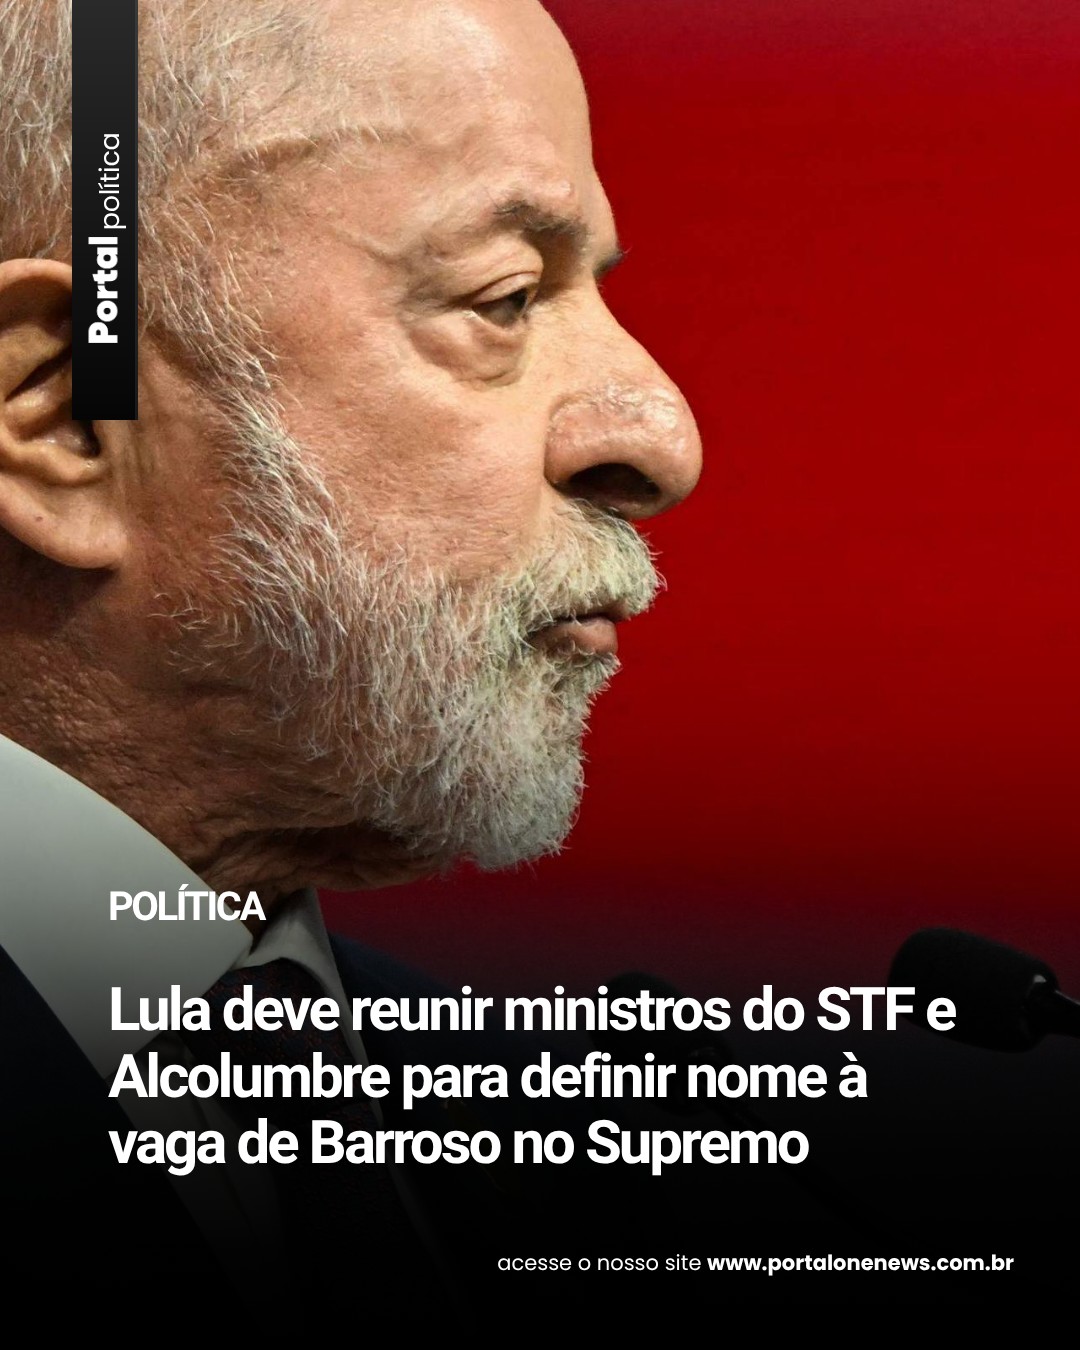 Portal política
POLÍTICA
Lula deve reunir ministros do STF e
Alcolumbre para definir nome à
vaga de Barroso no Supremo
acesse o nosso site www.portalonenews.com.br